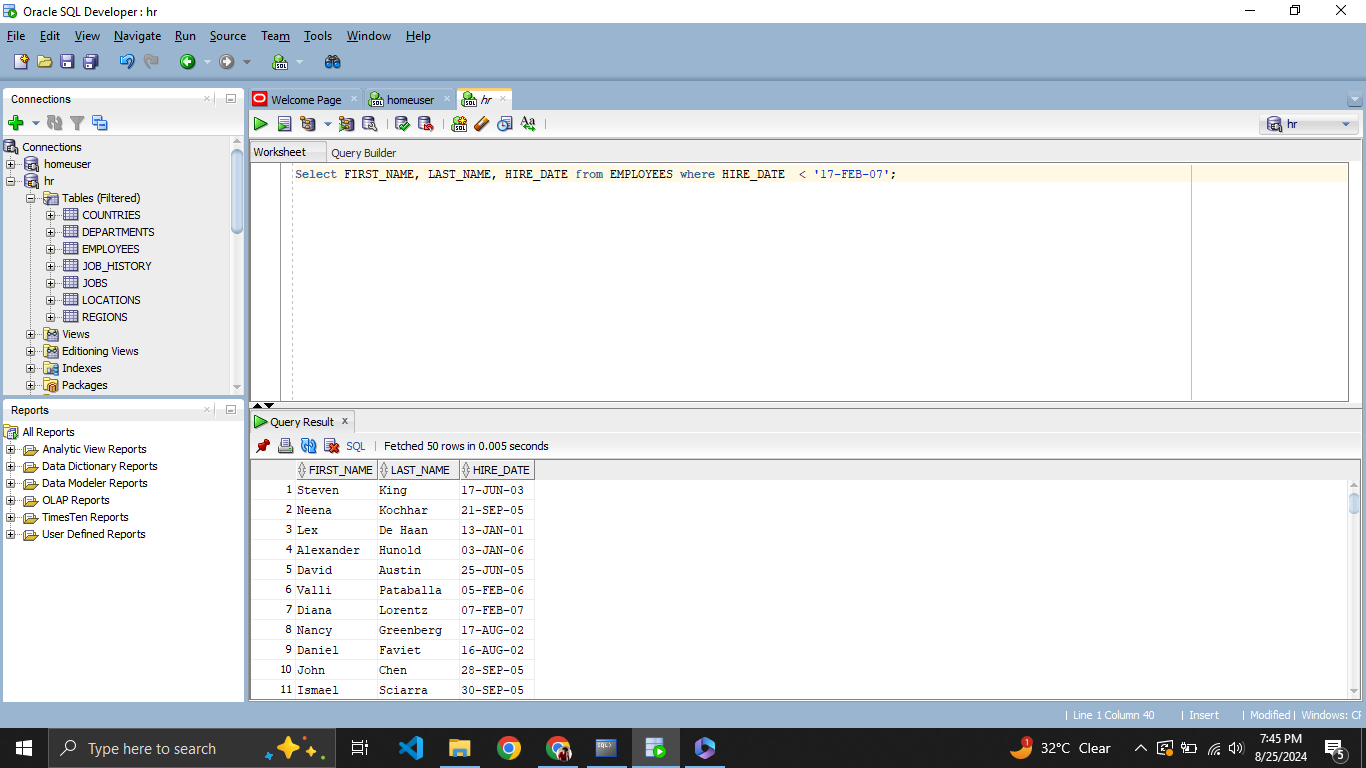 Oracle SQL Developer : hr
File Edit View Navigate Run Source Team Tools Window Help
Connections
Connections
homeuser
hr
Tables (Filtered)
COUNTRIES
DEPARTMENTS
EMPLOYEES
JOB_HISTORY
JOBS
LOCATIONS
REGIONS
Views
Editioning Views
Indexes
Packages
Reports
All Reports
Analytic View Reports
Data Dictionary Reports
Data Modeler Reports
OLAP Reports
TimesTen Reports
User Defined Reports
Welcome Page homeuser hr
hr
Worksheet Query Builder
Select FIRST_NAME, LAST_NAME, HIRE_DATE from EMPLOYEES where HIRE_DATE  < '17-FEB-07';
Query Result
SQL | Fetched 50 rows in 0.005 seconds
FIRST_NAME LAST_NAME HIRE_DATE
1 Steven King 17-JUN-03
2 Neena Kochhar 21-SEP-05
3 Lex De Haan 13-JAN-01
4 Alexander Hunold 03-JAN-06
5 David Austin 25-JUN-05
6 Valli Pataballa 05-FEB-06
7 Diana Lorentz 07-FEB-07
8 Nancy Greenberg 17-AUG-02
9 Daniel Faviet 16-AUG-02
10 John Chen 28-SEP-05
11 Ismael Sciarra 30-SEP-05
| Line 1 Column 40 | Insert | Modified | Windows: CF
Type here to search
32°C Clear
7:45 PM
8/25/2024
5